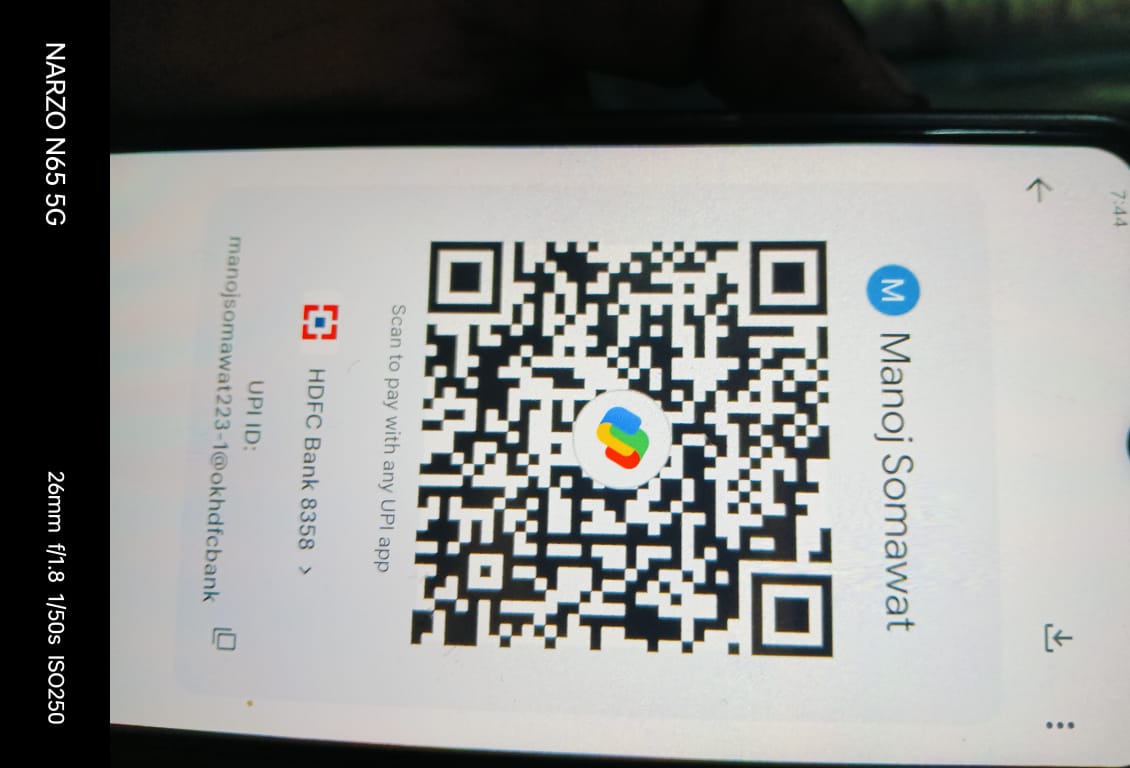 7:44
M Manoj Somawat
Scan to pay with any UPI app
HDFC Bank 8358 >
UPI ID:
manojsomawat223-1@okhdfcbank
NARZO N65 5G
26mm f/1.8 1/50s ISO250